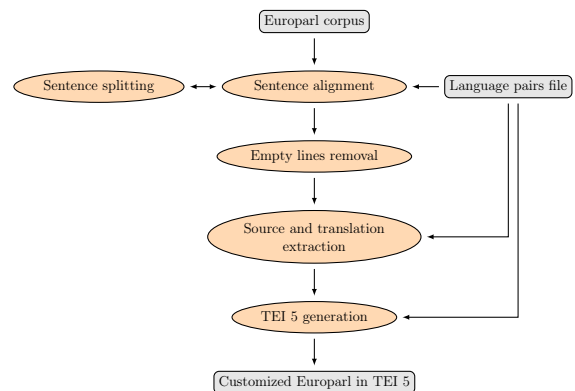 Europarl corpus
Sentence splitting
Sentence alignment
Language pairs file
Empty lines removal
Source and translation
extraction
TEI 5 generation
Customized Europarl in TEI 5